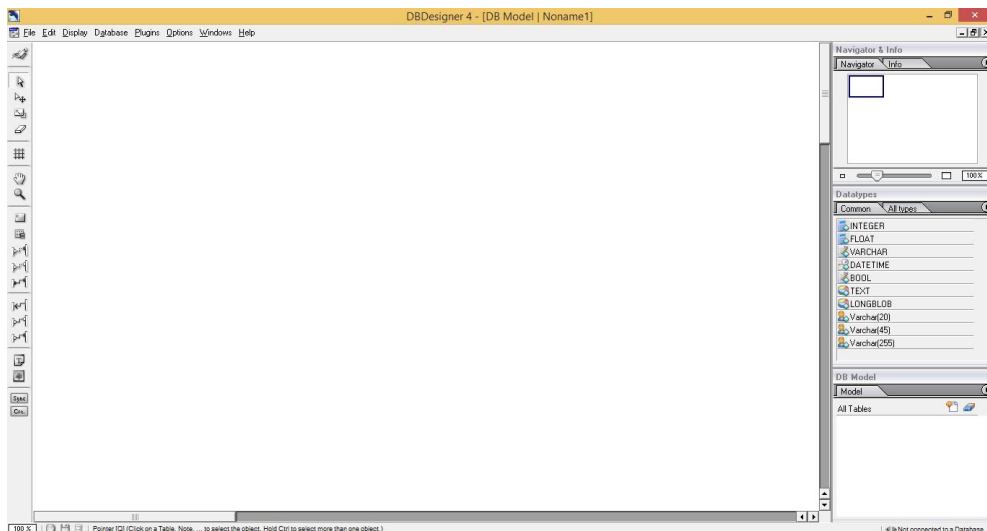 DBDesigner 4 - [DB Model | Noname1]
File Edit Display Database Plugins Options Windows Help
Navigator & Info
Navigator Info
100 %
Datatypes
Common All types
INTEGER
FLOAT
VARCHAR
DATETIME
BOOL
TEXT
LONGBLOB
Varchar(20)
Varchar(45)
Varchar(255)
DB Model
Model
All Tables
Sync
100 % Pointer [Q] (Click on a Table, Note, ... to select the object. Hold Ctrl to select more than one object.) Not connected to a Database